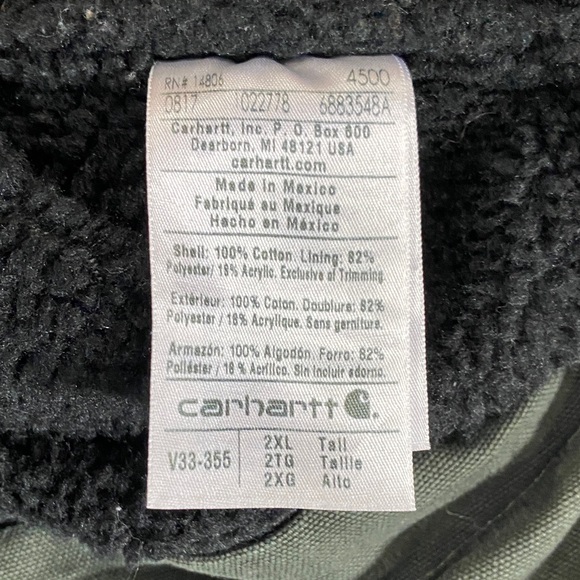 RN# 14806 4500
0817 022778 6883548A
Carhartt, Inc. P. O. Box 600
Dearborn, MI 48121 USA
carhartt.com
Made in Mexico
Fabriqué au Mexique
Hecho en México
Shell: 100% Cotton. Lining: 82%
Polyester/ 18% Acrylic. Exclusive of Trimming.
Extérieur: 100% Coton. Doublure: 82%
Polyester / 18% Acrylique. Sans garniture.
Armazón: 100% Algodón. Forro: 82%
Poliéster / 18 % Acrílico. Sin incluir adorno.
carhartt
V33-355 2XL Tall
2TG Taille
2XG Alto